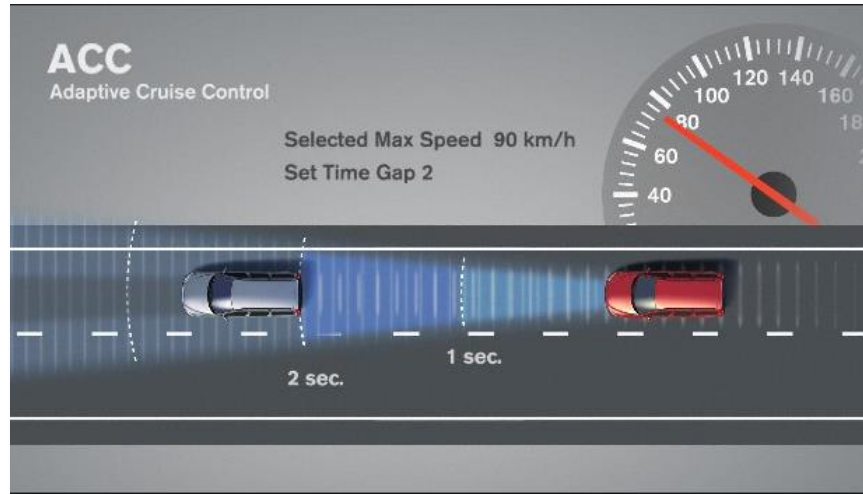 ACC
Adaptive Cruise Control
Selected Max Speed 90 km/h
Set Time Gap 2
120 140
100 160
80
60
40
2 sec.
1 sec.